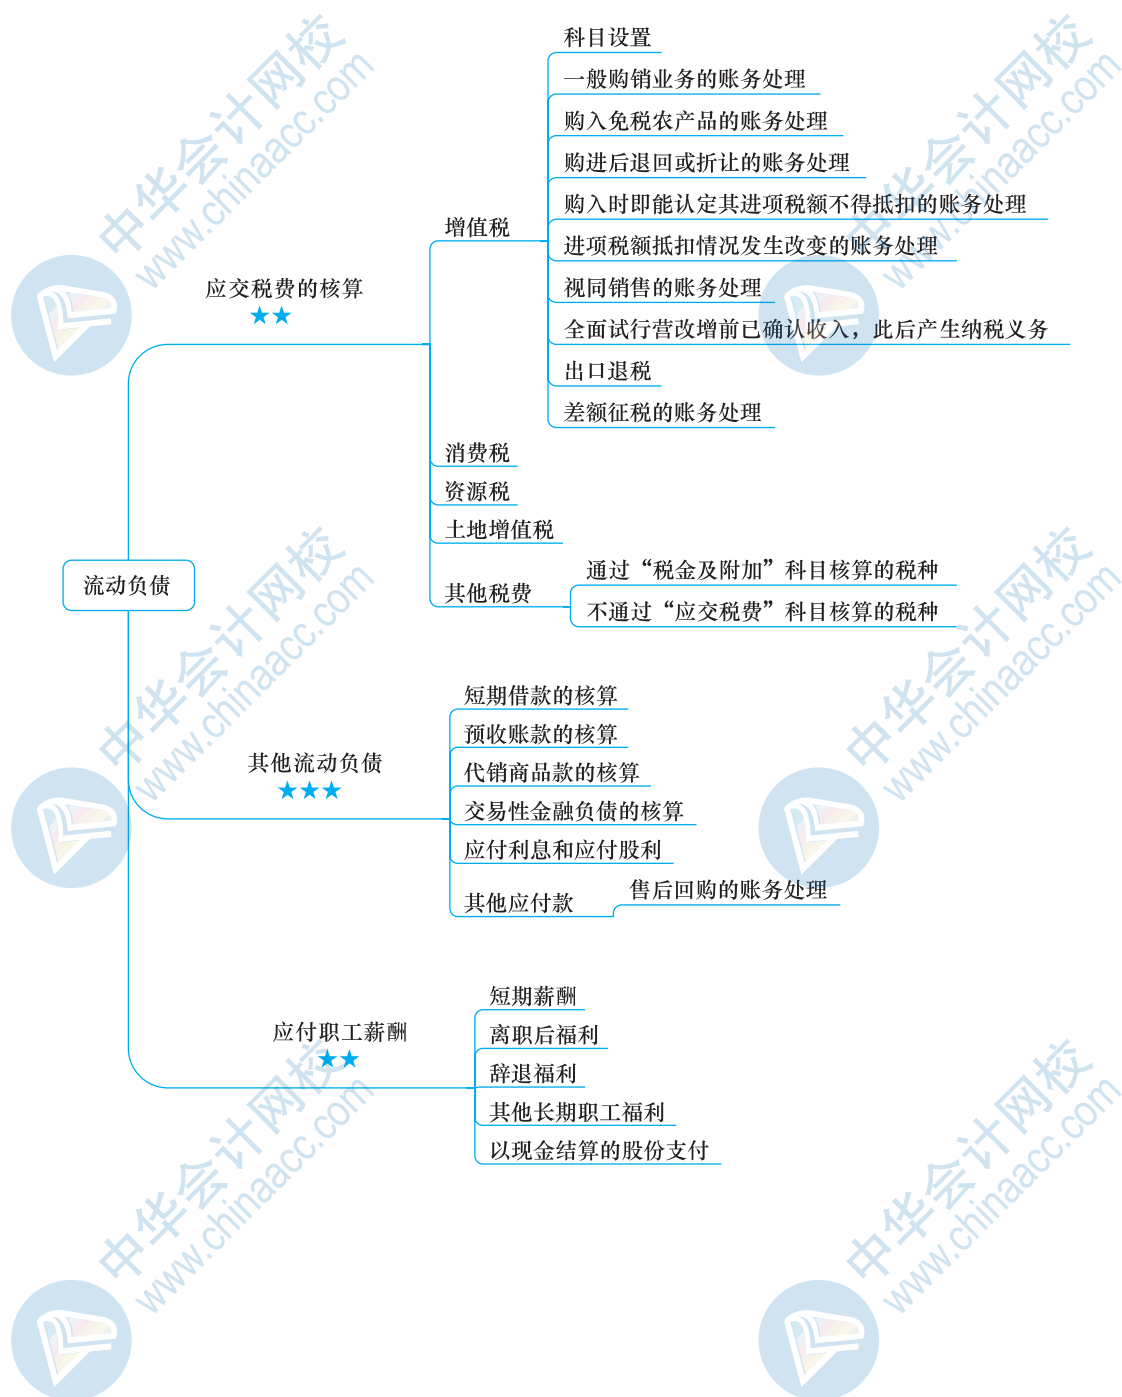 科目设置
一般购销业务的账务处理
购入免税农产品的账务处理
购进后退回或折让的账务处理
购入时即能认定其进项税额不得抵扣的账务处理
增值税
进项税额抵扣情况发生改变的账务处理
应交税费的核算
★★
视同销售的账务处理
全面试行营改增前已确认收入，此后产生纳税义务
出口退税
差额征税的账务处理
消费税
资源税
土地增值税
流动负债
其他税费
通过“税金及附加”科目核算的税种
不通过“应交税费”科目核算的税种
其他流动负债
★★★
短期借款的核算
预收账款的核算
代销商品款的核算
交易性金融负债的核算
应付利息和应付股利
其他应付款
售后回购的账务处理
应付职工薪酬
★★
短期薪酬
离职后福利
辞退福利
其他长期职工福利
以现金结算的股份支付
中华会计网校
www.chinaacc.com
中华会计网校
www.chinaacc.com
中华会计网校
www.chinaacc.com
中华会计网校
www.chinaacc.com
中华会计网校
www.chinaacc.com
中华会计网校
www.chinaacc.com